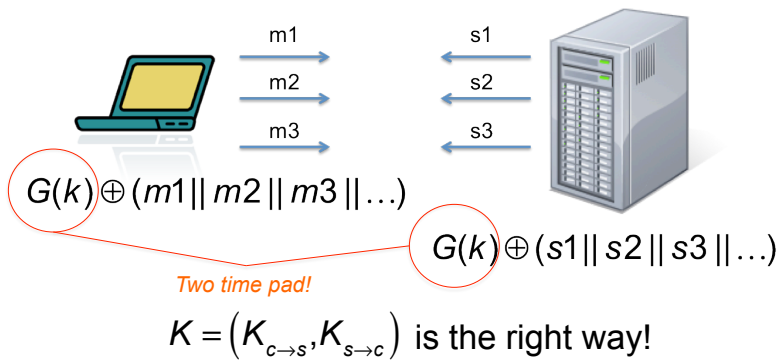 m1 s1
m2 s2
m3 s3
G(k)⊕(m1||m2||m3||…)
G(k)⊕(s1||s2||s3||…)
Two time pad!
K = (K_{c→s}, K_{s→c}) is the right way!